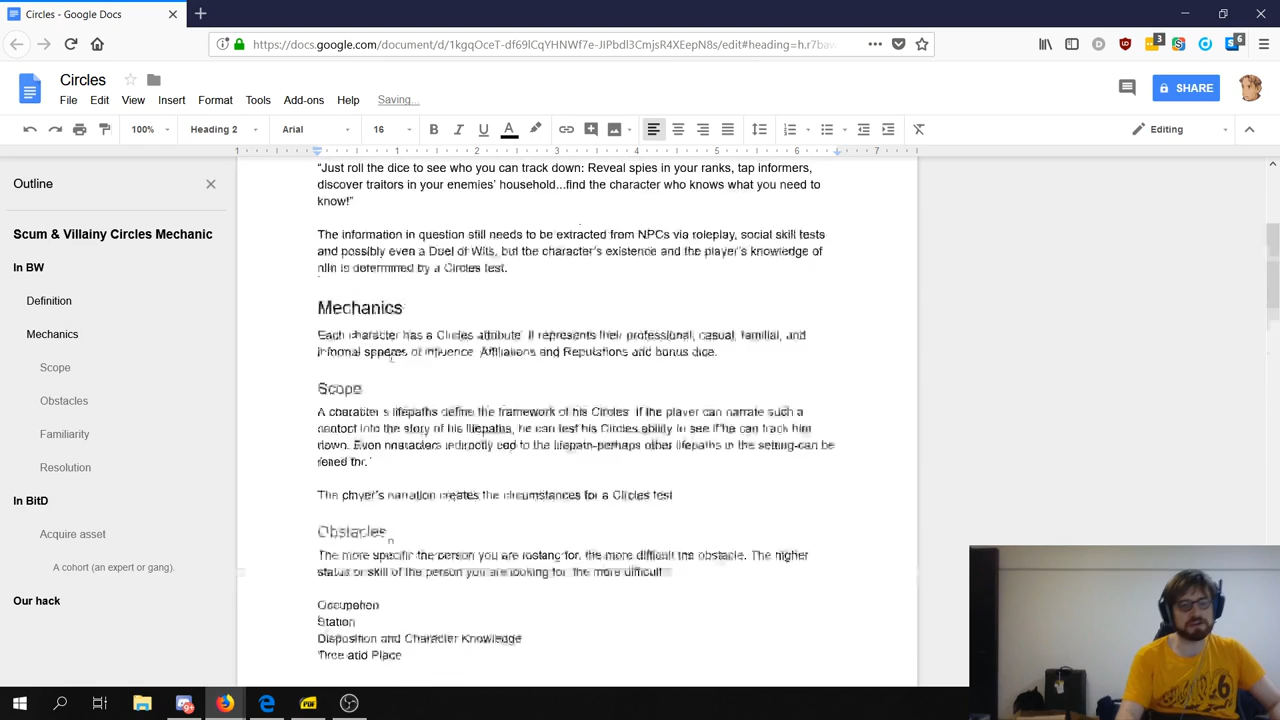 Circles - Google Docs
https://docs.google.com/document/d/
3
6
Circles
File Edit View Insert Format Tools Add-ons Help Saving...
SHARE
100% Heading 2 Arial 16 B I U A Editing
1 1 2 3 4 5 6 7
Outline
Scum & Villainy Circles Mechanic
In BW
Definition
Mechanics
Scope
Obstacles
Familiarity
Resolution
In BitD
Acquire asset
A cohort (an expert or gang).
Our hack
"Just roll the dice to see who you can track down: Reveal spies in your ranks, tap informers,
discover traitors in your enemies' household...find the character who knows what you need to
know!"
The information in question still needs to be extracted from NPCs via roleplay, social skill tests
and possibly even a Duel of Wits, but the character's existence and the player's knowledge of
him is determined by a Circles test.
Mechanics
Each character has a Circles attribute. It represents their professional, casual, familial, and
informal spheres of influence. Affiliations and Reputations add bonus dice.
Scope
A character's lifepaths define the framework of his Circles. If the player can narrate such a
contact into the story of his lifepaths, he can test his Circles ability to see if he can track him
down. Even characters indirectly tied to the lifepath-perhaps other lifepaths in the setting-can be
tested for.
The player's narration creates the circumstances for a Circles test
Obstacles
The more specific the person you are looking for, the more difficult the obstacle. The higher
status or skill of the person you are looking for the more difficult
Occupation
Station
Disposition and Character Knowledge
Time and Place